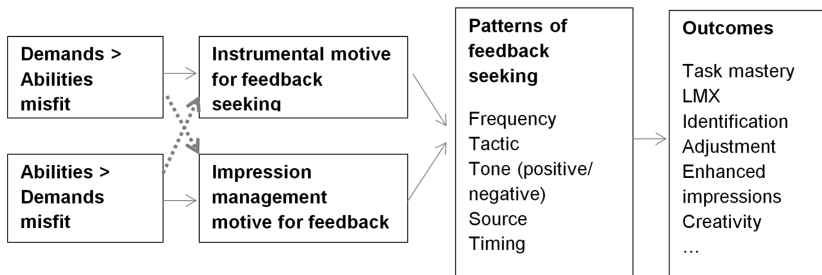 Demands >
Abilities
misfit
Abilities >
Demands
misfit
Instrumental motive
for feedback
seeking
Impression
management
motive for feedback
Patterns of
feedback
seeking
Frequency
Tactic
Tone (positive/
negative)
Source
Timing
Outcomes
Task mastery
LMX
Identification
Adjustment
Enhanced
impressions
Creativity
…